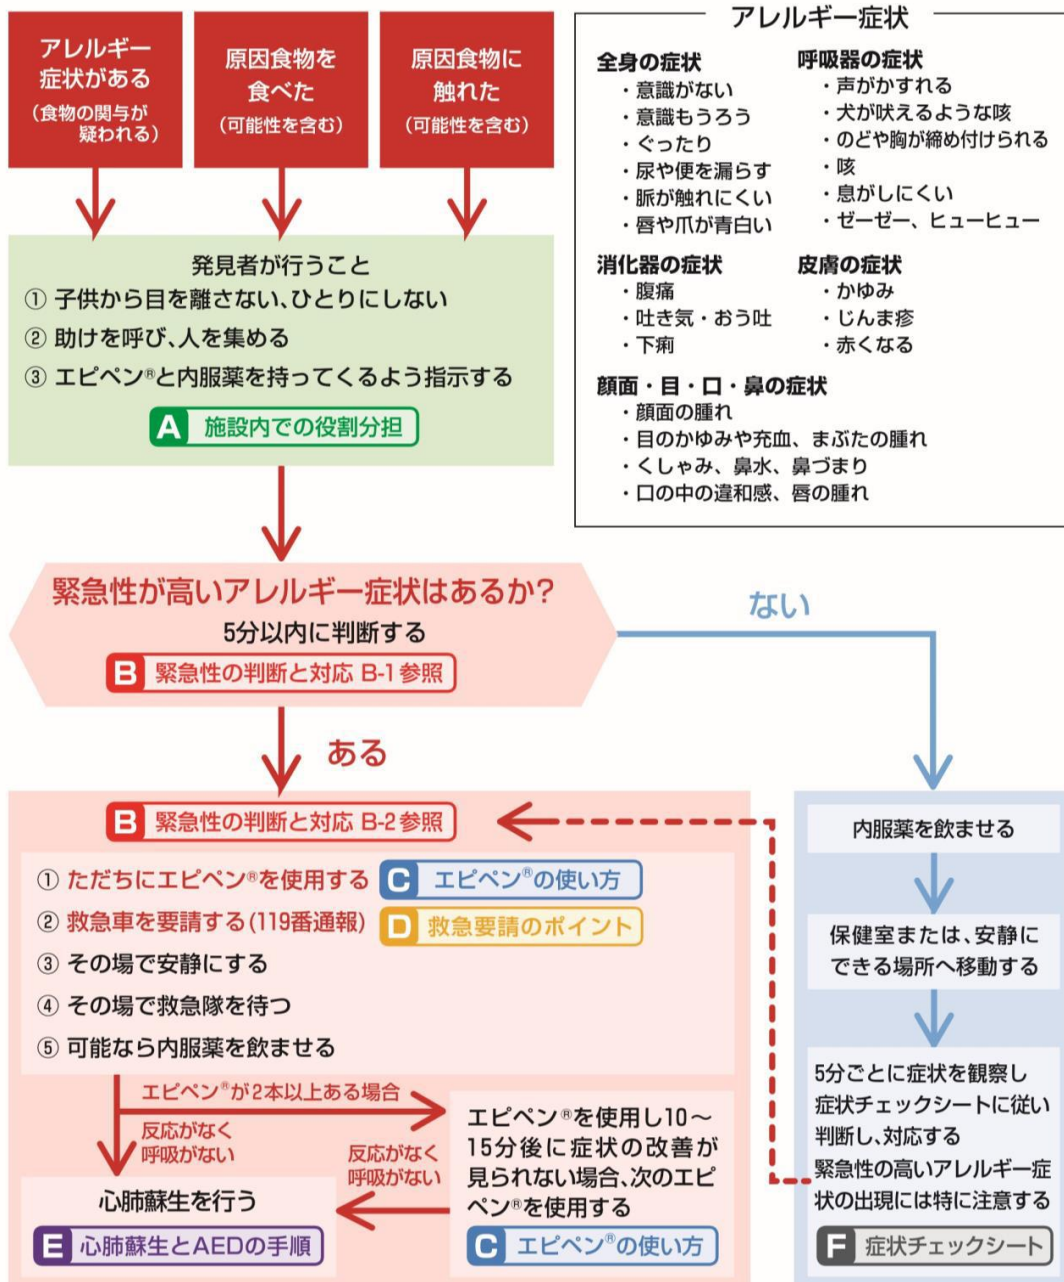 アレルギー
症状がある
(食物の関与が
疑われる)
原因食物を
食べた
(可能性を含む)
原因食物に
触れた
(可能性を含む)
アレルギー症状
全身の症状
・意識がない
・意識もうろう
・ぐったり
・尿や便を漏らす
・脈が触れにくい
・唇や爪が青白い
呼吸器の症状
・声がかすれる
・犬が吠えるような咳
・のどや胸が締め付けられる
・咳
・息がしにくい
・ゼーゼー、ヒューヒュー
消化器の症状
・腹痛
・吐き気・おう吐
・下痢
皮膚の症状
・かゆみ
・じんま疹
・赤くなる
顔面・目・口・鼻の症状
・顔面の腫れ
・目のかゆみや充血、まぶたの腫れ
・くしゃみ、鼻水、鼻づまり
・口の中の違和感、唇の腫れ
発見者が行うこと
① 子供から目を離さない、ひとりにしない
② 助けを呼び、人を集める
③ エピペン®と内服薬を持ってくるよう指示する
A 施設内での役割分担
緊急性が高いアレルギー症状はあるか?
5分以内に判断する
B 緊急性の判断と対応 B-1参照
ない
ある
B 緊急性の判断と対応 B-2参照
① ただちにエピペン®を使用する C エピペン®の使い方
② 救急車を要請する(119番通報) D 救急要請のポイント
③ その場で安静にする
④ その場で救急隊を待つ
⑤ 可能なら内服薬を飲ませる
エピペン®が2本以上ある場合
反応がなく
呼吸がない
エピペン®を使用し10〜
15分後に症状の改善が
見られない場合、次のエピ
ペン®を使用する
C エピペン®の使い方
反応がなく
呼吸がない
心肺蘇生を行う
E 心肺蘇生とAEDの手順
内服薬を飲ませる
保健室または、安静に
できる場所へ移動する
5分ごとに症状を観察し
症状チェックシートに従い
判断し、対応する
緊急性の高いアレルギー症
状の出現には特に注意する
F 症状チェックシート